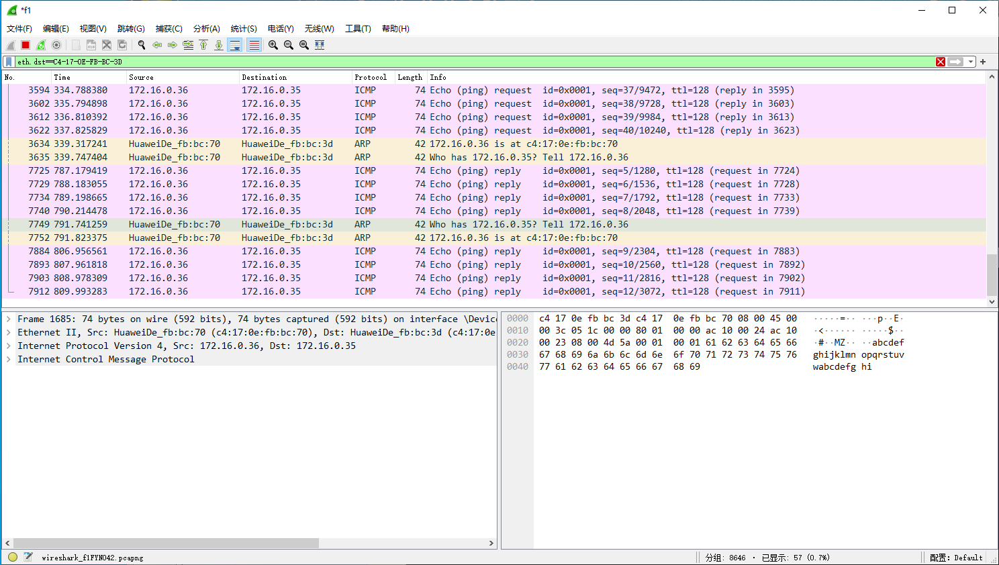 *f1
文件(F) 编辑(E) 视图(V) 跳转(G) 捕获(C) 分析(A) 统计(S) 电话(Y) 无线(W) 工具(T) 帮助(H)
eth.dst==C4-17-0E-FB-BC-3D
No. Time Source Destination Protocol Length Info
3594 334.788380 172.16.0.36 172.16.0.35 ICMP 74 Echo (ping) request id=0x0001, seq=37/9472, ttl=128 (reply in 3595)
3602 335.794898 172.16.0.36 172.16.0.35 ICMP 74 Echo (ping) request id=0x0001, seq=38/9728, ttl=128 (reply in 3603)
3612 336.810392 172.16.0.36 172.16.0.35 ICMP 74 Echo (ping) request id=0x0001, seq=39/9984, ttl=128 (reply in 3613)
3622 337.825829 172.16.0.36 172.16.0.35 ICMP 74 Echo (ping) request id=0x0001, seq=40/10240, ttl=128 (reply in 3623)
3634 339.317241 HuaweiDe_fb:bc:70 HuaweiDe_fb:bc:3d ARP 42 172.16.0.36 is at c4:17:0e:fb:bc:70
3635 339.747404 HuaweiDe_fb:bc:70 HuaweiDe_fb:bc:3d ARP 42 Who has 172.16.0.35? Tell 172.16.0.36
7725 787.179419 172.16.0.36 172.16.0.35 ICMP 74 Echo (ping) reply id=0x0001, seq=5/1280, ttl=128 (request in 7724)
7729 788.183055 172.16.0.36 172.16.0.35 ICMP 74 Echo (ping) reply id=0x0001, seq=6/1536, ttl=128 (request in 7728)
7734 789.198665 172.16.0.36 172.16.0.35 ICMP 74 Echo (ping) reply id=0x0001, seq=7/1792, ttl=128 (request in 7733)
7740 790.214478 172.16.0.36 172.16.0.35 ICMP 74 Echo (ping) reply id=0x0001, seq=8/2048, ttl=128 (request in 7739)
7749 791.741259 HuaweiDe_fb:bc:70 HuaweiDe_fb:bc:3d ARP 42 Who has 172.16.0.35? Tell 172.16.0.36
7752 791.823375 HuaweiDe_fb:bc:70 HuaweiDe_fb:bc:3d ARP 42 172.16.0.36 is at c4:17:0e:fb:bc:70
7884 806.956561 172.16.0.36 172.16.0.35 ICMP 74 Echo (ping) reply id=0x0001, seq=9/2304, ttl=128 (request in 7883)
7893 807.961818 172.16.0.36 172.16.0.35 ICMP 74 Echo (ping) reply id=0x0001, seq=10/2560, ttl=128 (request in 7892)
7903 808.978309 172.16.0.36 172.16.0.35 ICMP 74 Echo (ping) reply id=0x0001, seq=11/2816, ttl=128 (request in 7902)
7912 809.993283 172.16.0.36 172.16.0.35 ICMP 74 Echo (ping) reply id=0x0001, seq=12/3072, ttl=128 (request in 7911)
Frame 1685: 74 bytes on wire (592 bits), 74 bytes captured (592 bits) on interface \Devic
Ethernet II, Src: HuaweiDe_fb:bc:70 (c4:17:0e:fb:bc:70), Dst: HuaweiDe_fb:bc:3d (c4:17:0e
Internet Protocol Version 4, Src: 172.16.0.36, Dst: 172.16.0.35
Internet Control Message Protocol
0000 c4 17 0e fb bc 3d c4 17 0e fb bc 70 08 00 45 00 ·····=·· ···p··E·
0010 00 3c 05 1c 00 00 80 01 00 00 ac 10 00 24 ac 10 ·<······ ·····$··
0020 00 23 08 00 4d 5a 00 01 00 01 61 62 63 64 65 66 ·#··MZ·· ··abcdef
0030 67 68 69 6a 6b 6c 6d 6e 6f 70 71 72 73 74 75 76 ghijklmn opqrstuv
0040 77 61 62 63 64 65 66 67 68 69 wabcdefg hi
wireshark_f1FYNO42.pcapng 分组: 8646 · 已显示: 57 (0.7%) 配置: Default